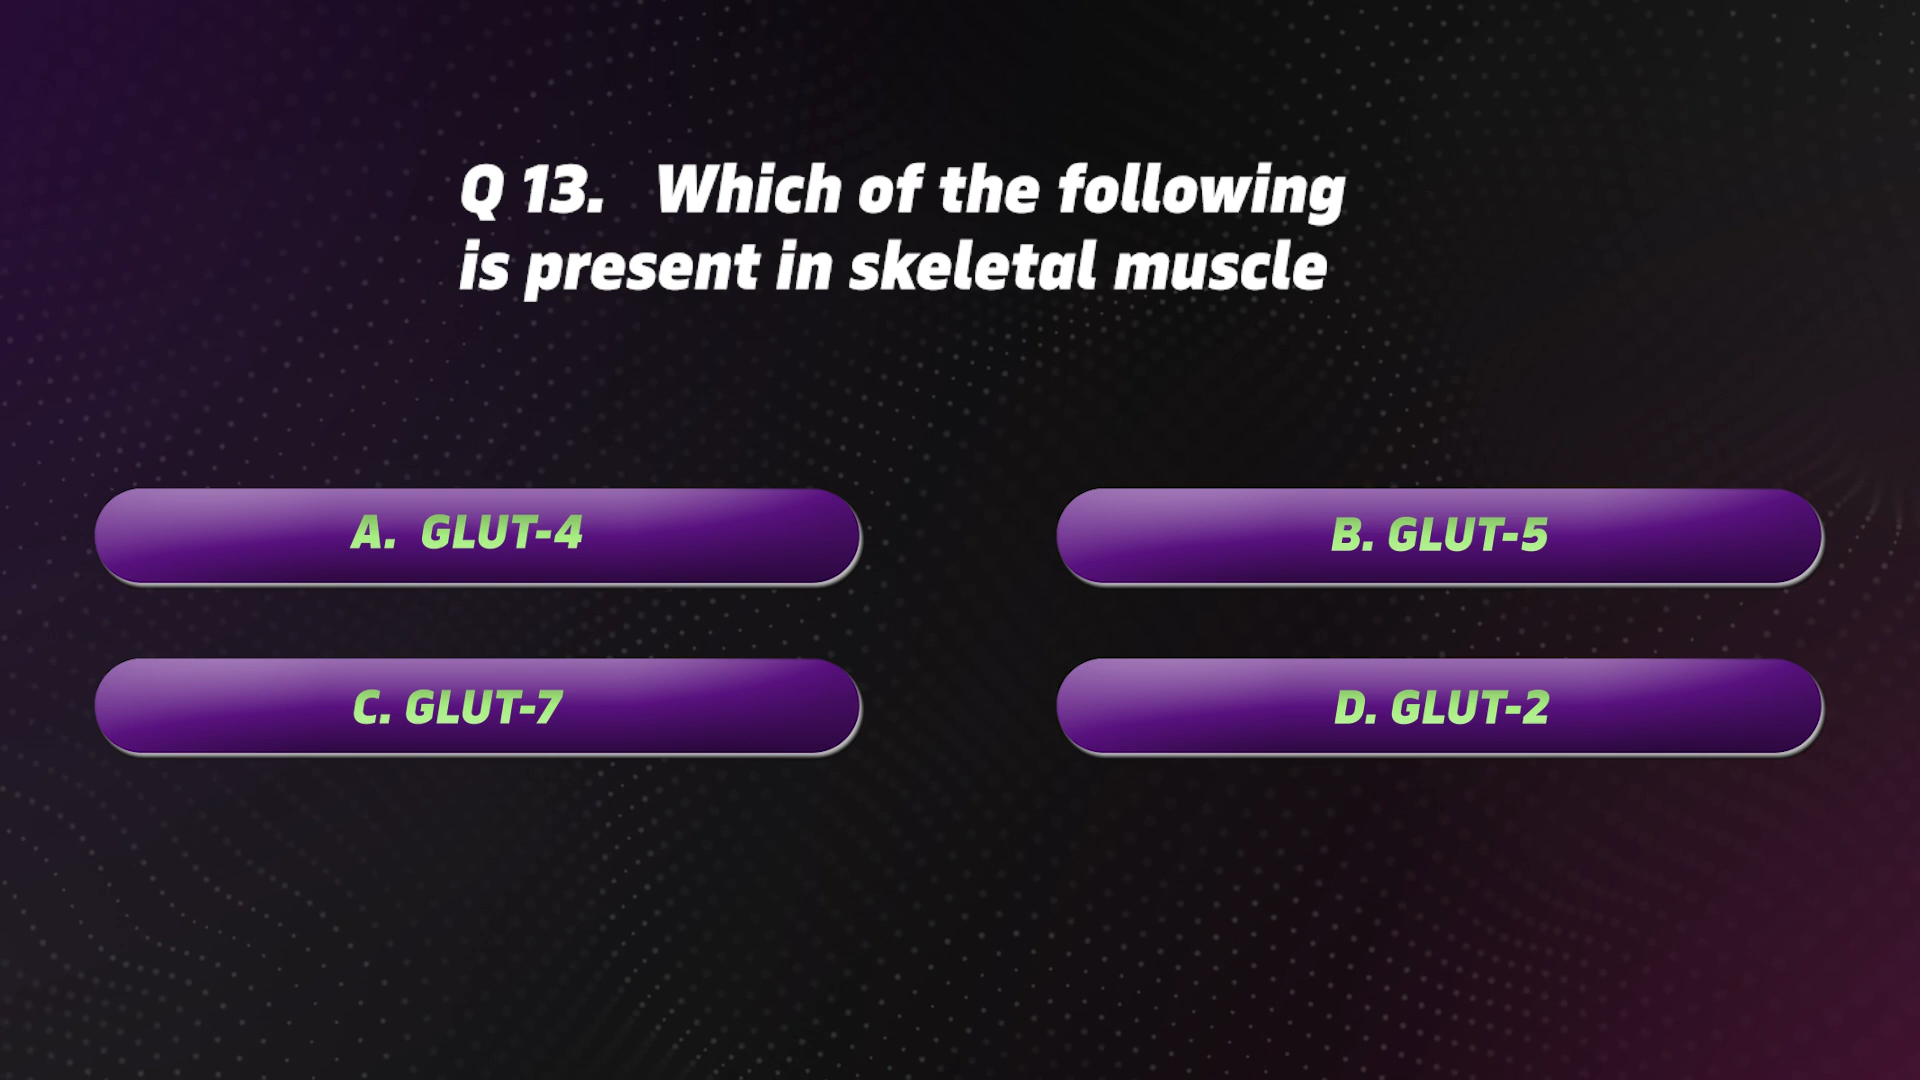 Q 13. Which of the following
is present in skeletal muscle
A. GLUT-4
B. GLUT-5
C. GLUT-7
D. GLUT-2